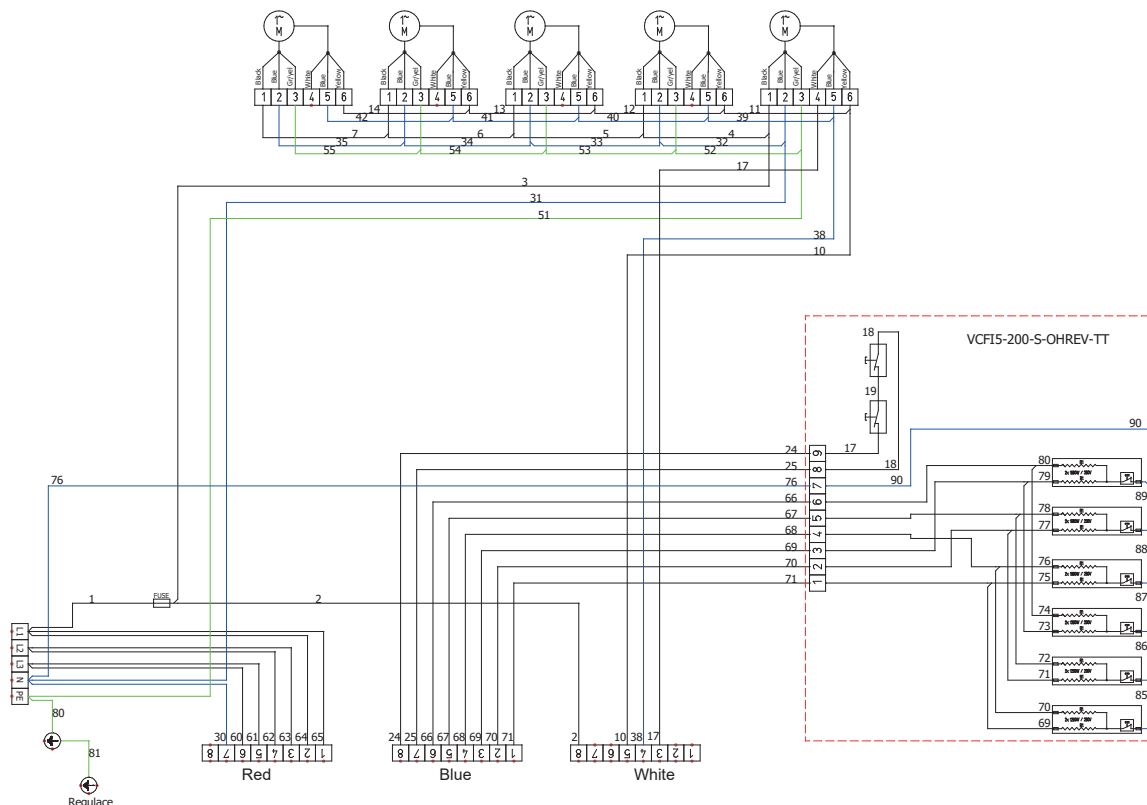 1~ 1~ 1~ 1~ 1~
M M M M M
Black Blue Gr/yel White Blue Yellow Black Blue Gr/yel White Blue Yellow Black Blue Gr/yel White Blue Yellow Black Blue Gr/yel White Blue Yellow Black Blue Gr/yel White Blue Yellow
1 2 3 4 5 6 1 2 3 4 5 6 1 2 3 4 5 6 1 2 3 4 5 6 1 2 3 4 5 6
14 13 12 11
42 41 40 39
7 6 5 4
35 34 33 32
55 54 53 52
17
3
31
51
38
10
VCFI5-200-S-OHREV-TT
18
19
90
24 9 17
25 8 18
76 76 7 90
66 6
67 5
68 4
69 3
70 2
71 1
80
79
89
78
77
88
76
75
87
74
73
86
72
71
85
70
69
1 FUSE 2
L1
L2
L3
N
PE
80
81
Regulace
30 60 61 62 63 64 65
8 7 6 5 4 3 2 1
Red
24 25 66 67 68 69 70 71
8 7 6 5 4 3 2 1
Blue
2 10 38 17
8 7 6 5 4 3 2 1
White